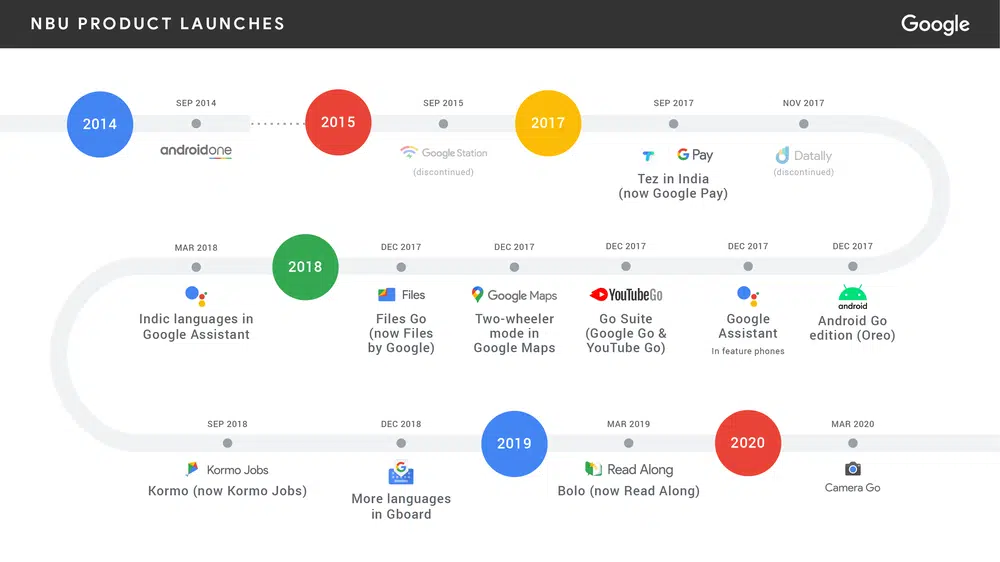 NBU PRODUCT LAUNCHES
Google
2014
SEP 2014
androidone
2015
SEP 2015
Google Station
(discontinued)
2017
SEP 2017
G Pay
Tez in India
(now Google Pay)
NOV 2017
Datally
(discontinued)
DEC 2017
android
Android Go
edition (Oreo)
DEC 2017
Google
Assistant
In feature phones
DEC 2017
YouTube Go
Go Suite
(Google Go &
YouTube Go)
DEC 2017
Google Maps
Two-wheeler
mode in
Google Maps
DEC 2017
Files
Files Go
(now Files
by Google)
2018
MAR 2018
Indic languages in
Google Assistant
SEP 2018
Kormo Jobs
Kormo (now Kormo Jobs)
DEC 2018
G
More languages
in Gboard
2019
MAR 2019
Read Along
Bolo (now Read Along)
2020
MAR 2020
Camera Go